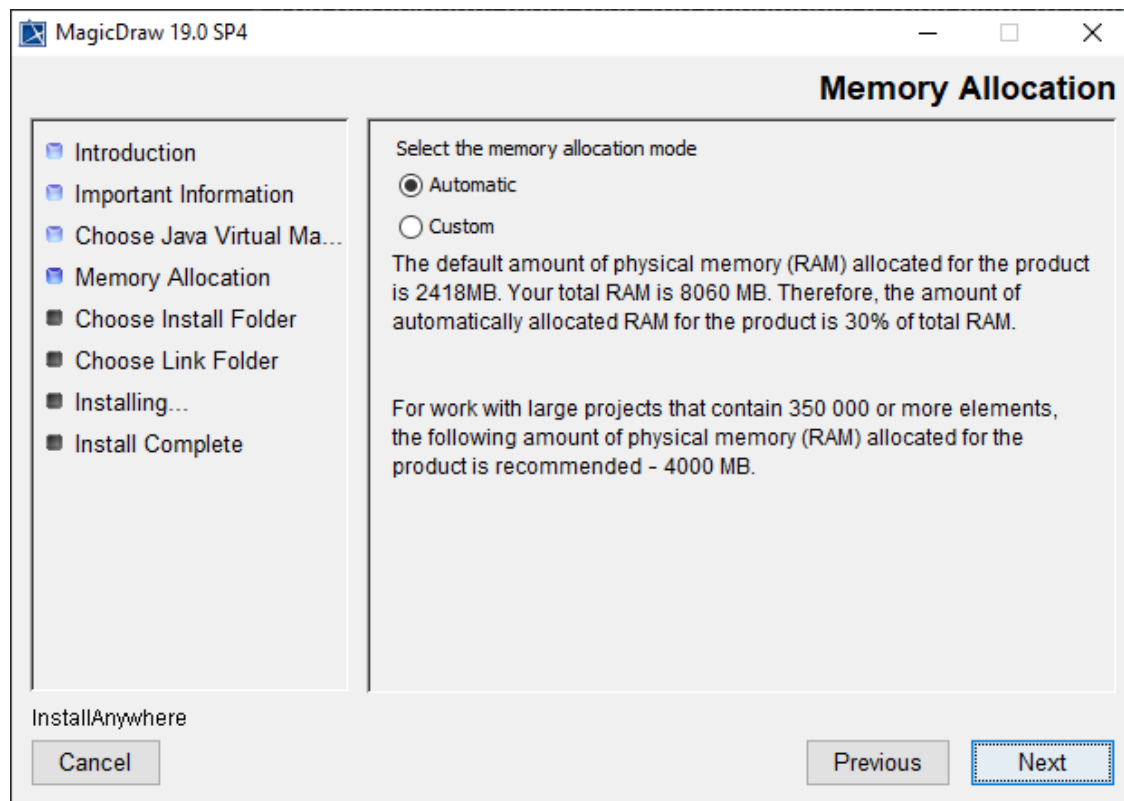 MagicDraw 19.0 SP4
Memory Allocation
Introduction
Important Information
Choose Java Virtual Ma...
Memory Allocation
Choose Install Folder
Choose Link Folder
Installing...
Install Complete
Select the memory allocation mode
Automatic
Custom
The default amount of physical memory (RAM) allocated for the product
is 2418MB. Your total RAM is 8060 MB. Therefore, the amount of
automatically allocated RAM for the product is 30% of total RAM.
For work with large projects that contain 350 000 or more elements,
the following amount of physical memory (RAM) allocated for the
product is recommended - 4000 MB.
InstallAnywhere
Cancel
Previous
Next